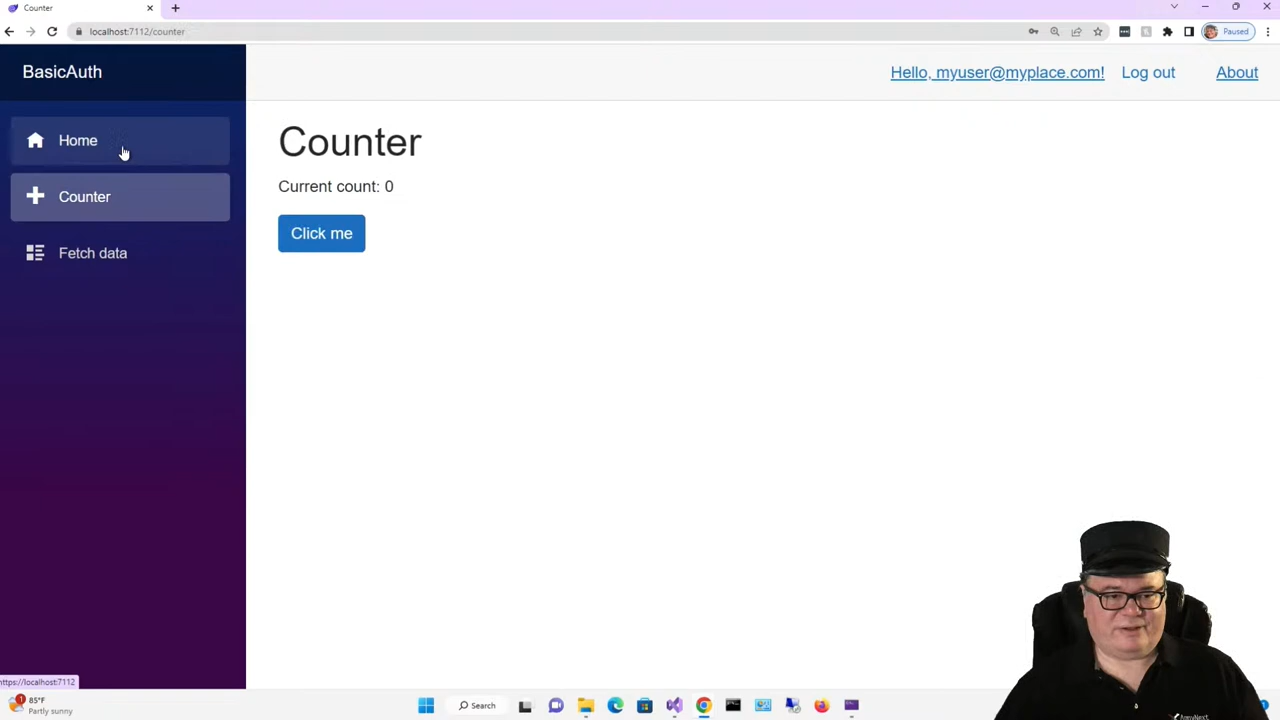 Counter
localhost:7112/counter
Paused
BasicAuth
Hello, myuser@myplace.com!
Log out
About
Home
Counter
Fetch data
Counter
Current count: 0
Click me
https://localhost:7112
1
85°F
Partly sunny
Search